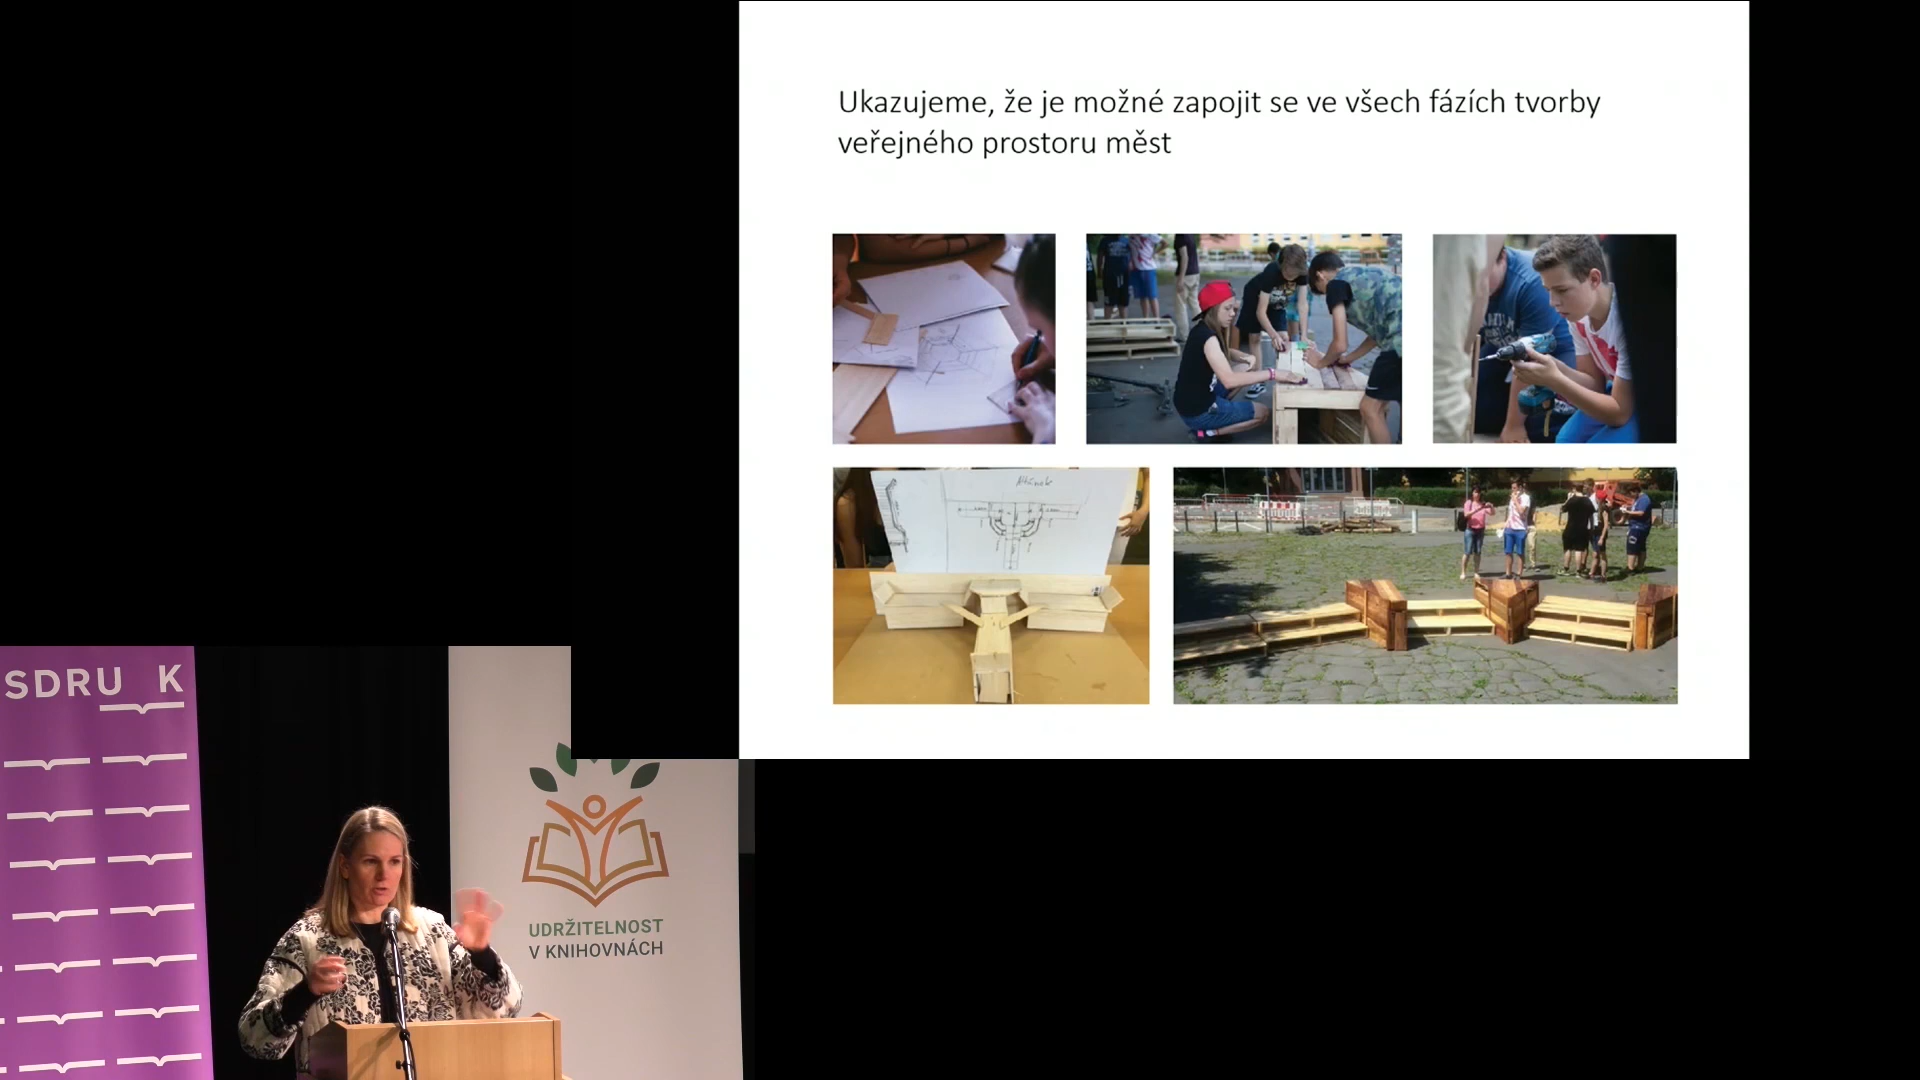 Ukazujeme, že je možné zapojit se ve všech fázích tvorby
veřejného prostoru měst
SDRU K
UDRŽITELNOST
V KNIHOVNÁCH